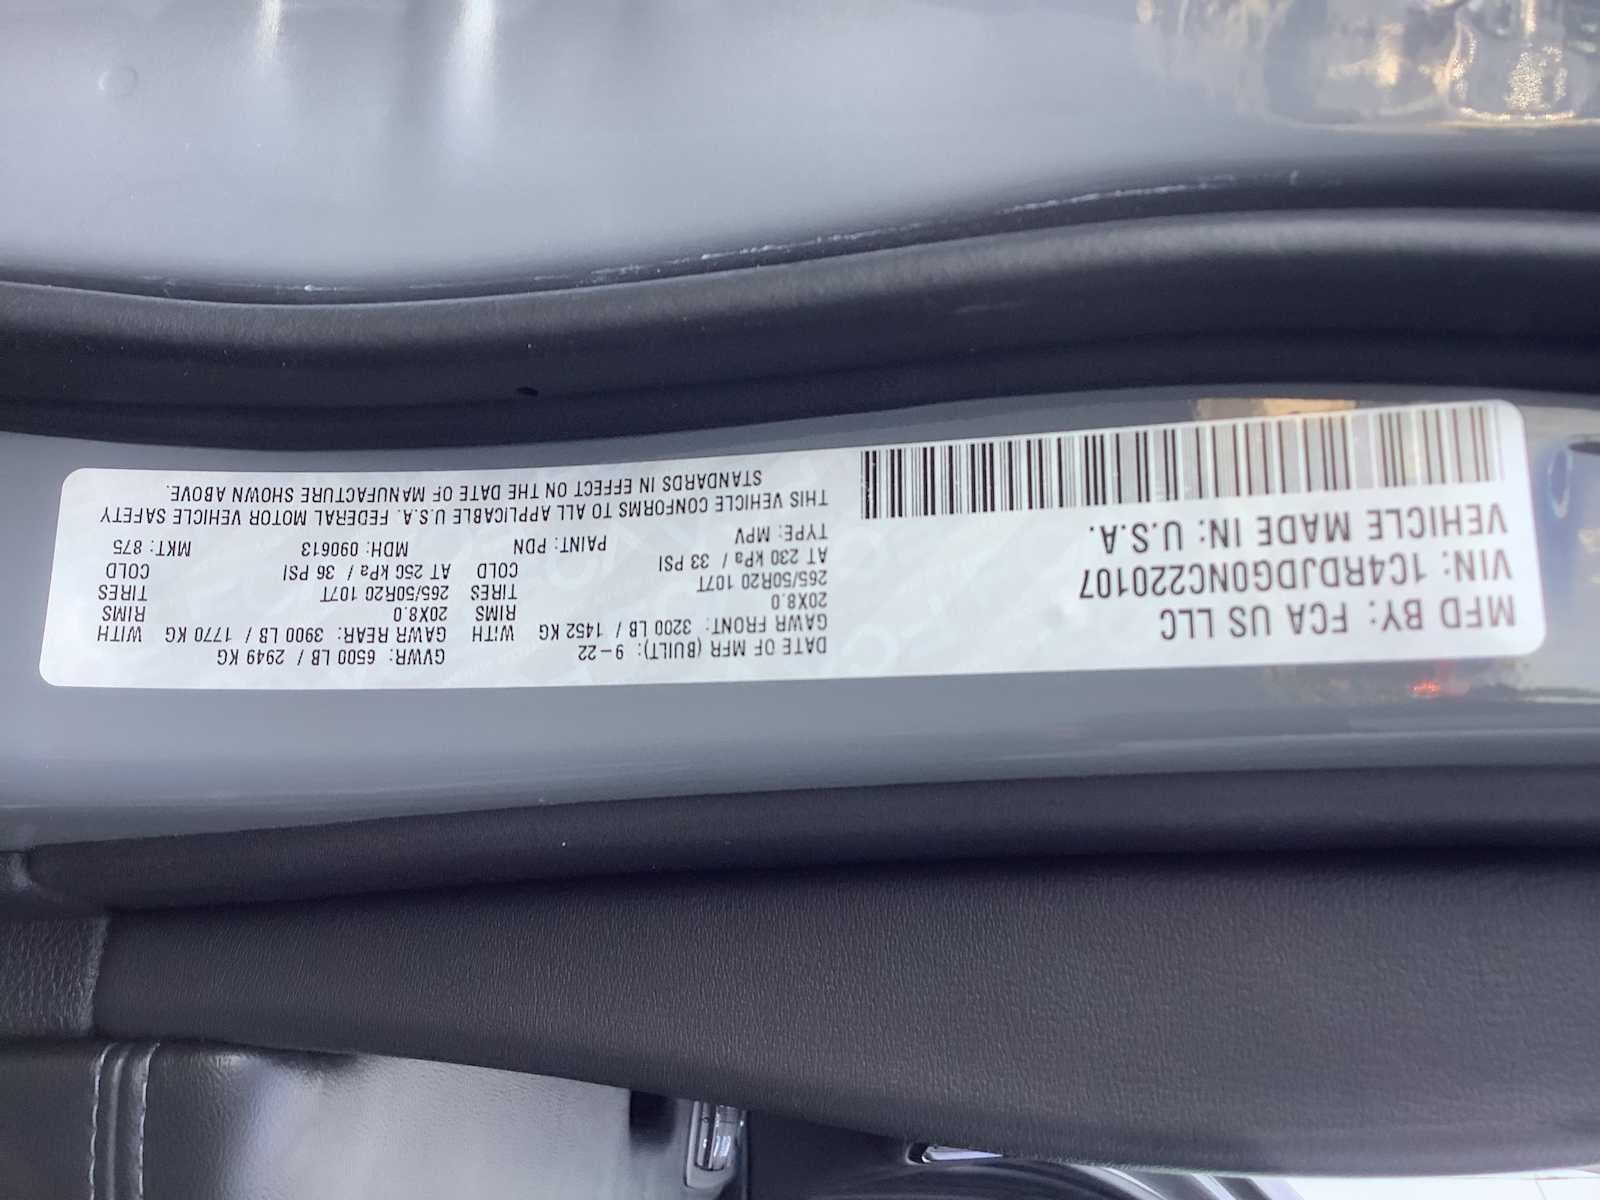 MFD BY: FCA US LLC
VIN: 1C4RDJDG0NC220107
VEHICLE MADE IN: U.S.A.
DATE OF MFR (BUILT): 9-22 GVWR: 6500 LB / 2949 KG
GAWR FRONT: 3200 LB / 1452 KG WITH GAWR REAR: 3900 LB / 1770 KG WITH
20X8.0 RIMS 20X8.0 RIMS
265/50R20 107T TIRES 265/50R20 107T TIRES
AT 230 kPa / 33 PSI COLD AT 250 kPa / 36 PSI COLD
TYPE: MPV PAINT: PDN MDH: 090613 MKT: 875
THIS VEHICLE CONFORMS TO ALL APPLICABLE U.S.A. FEDERAL MOTOR VEHICLE SAFETY
STANDARDS IN EFFECT ON THE DATE OF MANUFACTURE SHOWN ABOVE.